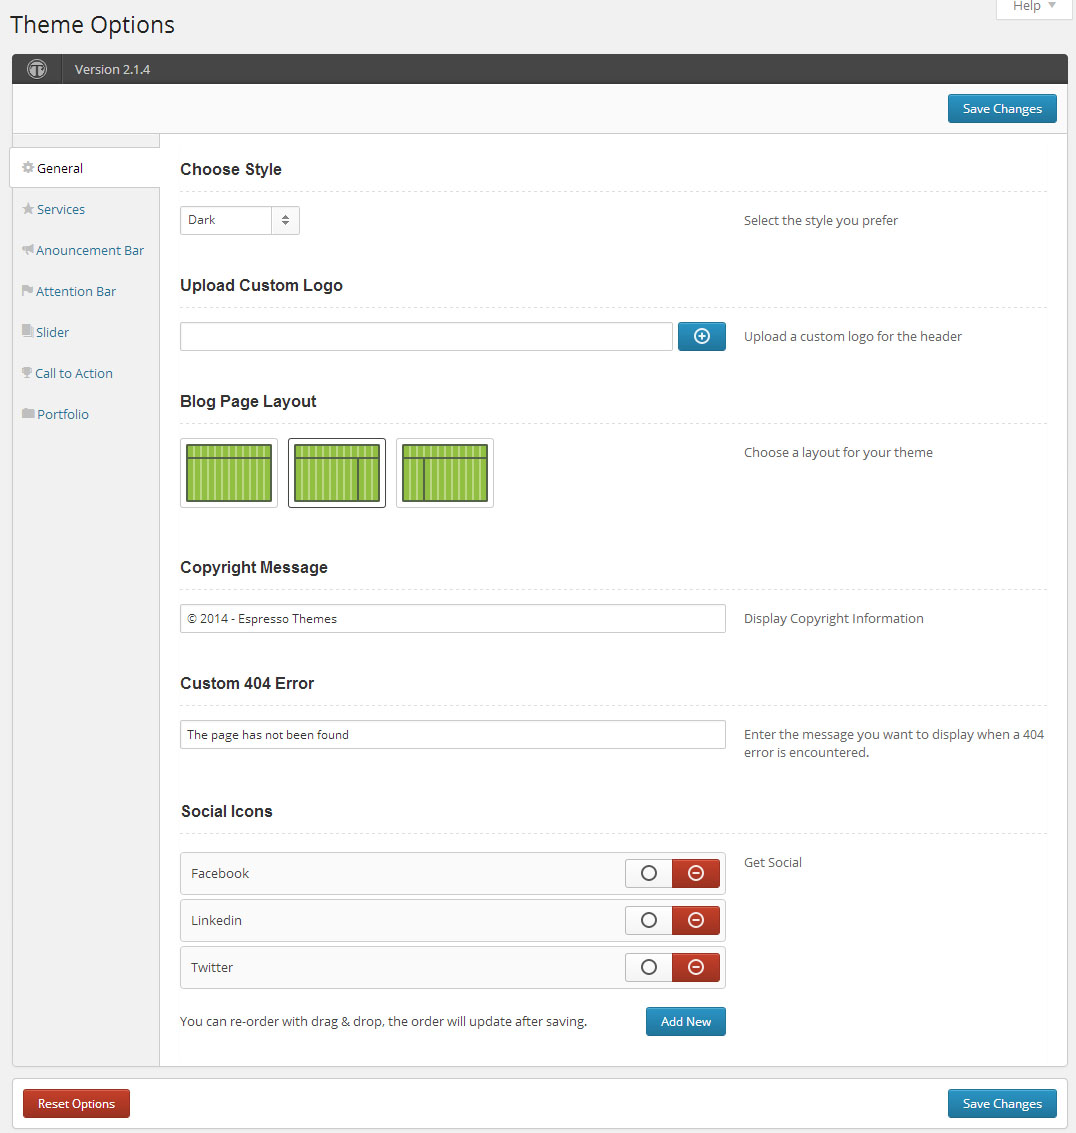 Help
Theme Options
Version 2.1.4
Save Changes
General
Services
Anouncement Bar
Attention Bar
Slider
Call to Action
Portfolio
Choose Style
Dark
Select the style you prefer
Upload Custom Logo
Upload a custom logo for the header
Blog Page Layout
Choose a layout for your theme
Copyright Message
© 2014 - Espresso Themes
Display Copyright Information
Custom 404 Error
The page has not been found
Enter the message you want to display when a 404
error is encountered.
Social Icons
Facebook
Get Social
Linkedin
Twitter
You can re-order with drag & drop, the order will update after saving.
Add New
Reset Options
Save Changes